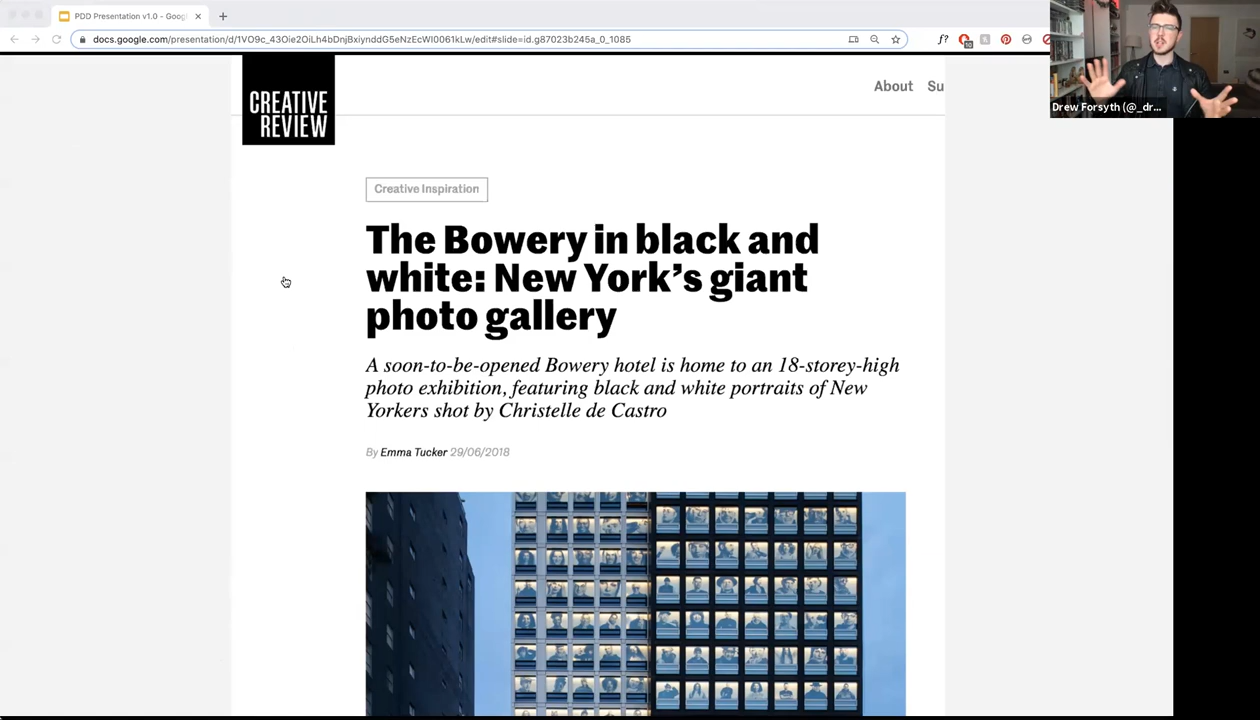 PDD Presentation v1.0 - Goog
docs.google.com/presentation/d/1VO9c_43Oie2OiLh4bDnjBxiynddG5eNzEcWI0061kLw/edit#slide=id.g87023b245a_0_1085
f?
Drew Forsyth (@_dr...
CREATIVE
REVIEW
About Su
Creative Inspiration
The Bowery in black and
white: New York’s giant
photo gallery
A soon-to-be-opened Bowery hotel is home to an 18-storey-high
photo exhibition, featuring black and white portraits of New
Yorkers shot by Christelle de Castro
By Emma Tucker 29/06/2018